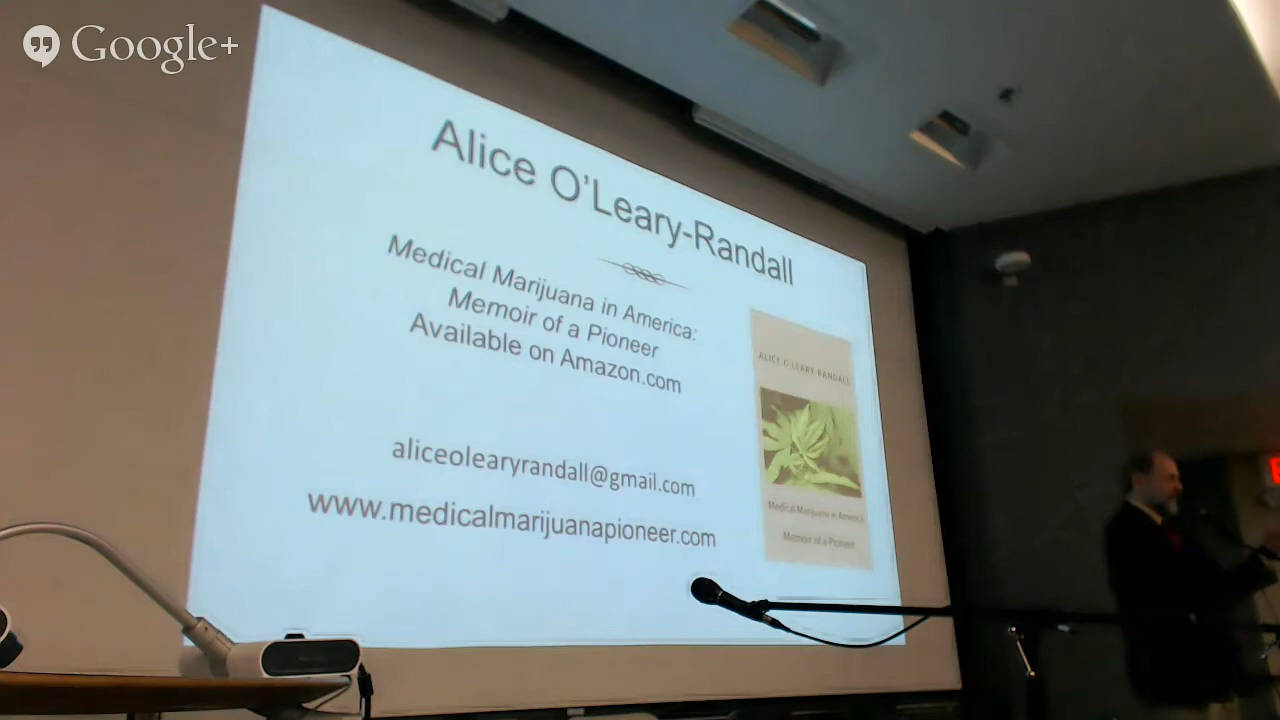 Google+
Alice O'Leary-Randall
Medical Marijuana in America:
Memoir of a Pioneer
Available on Amazon.com
aliceolearyrandall@gmail.com
www.medicalmarijuanapioneer.com
ALICE O'LEARY-RANDALL
Medical Marijuana in America
Memoir of a Pioneer